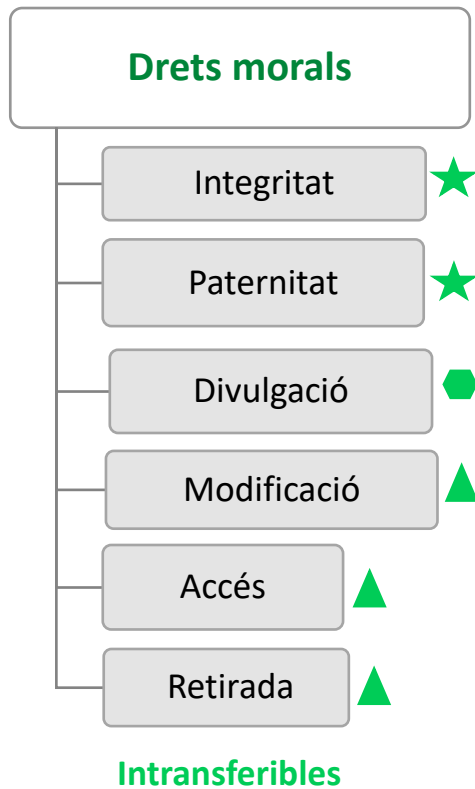 Drets morals
Integritat
Paternitat
Divulgació
Modificació
Accés
Retirada
Intransferibles